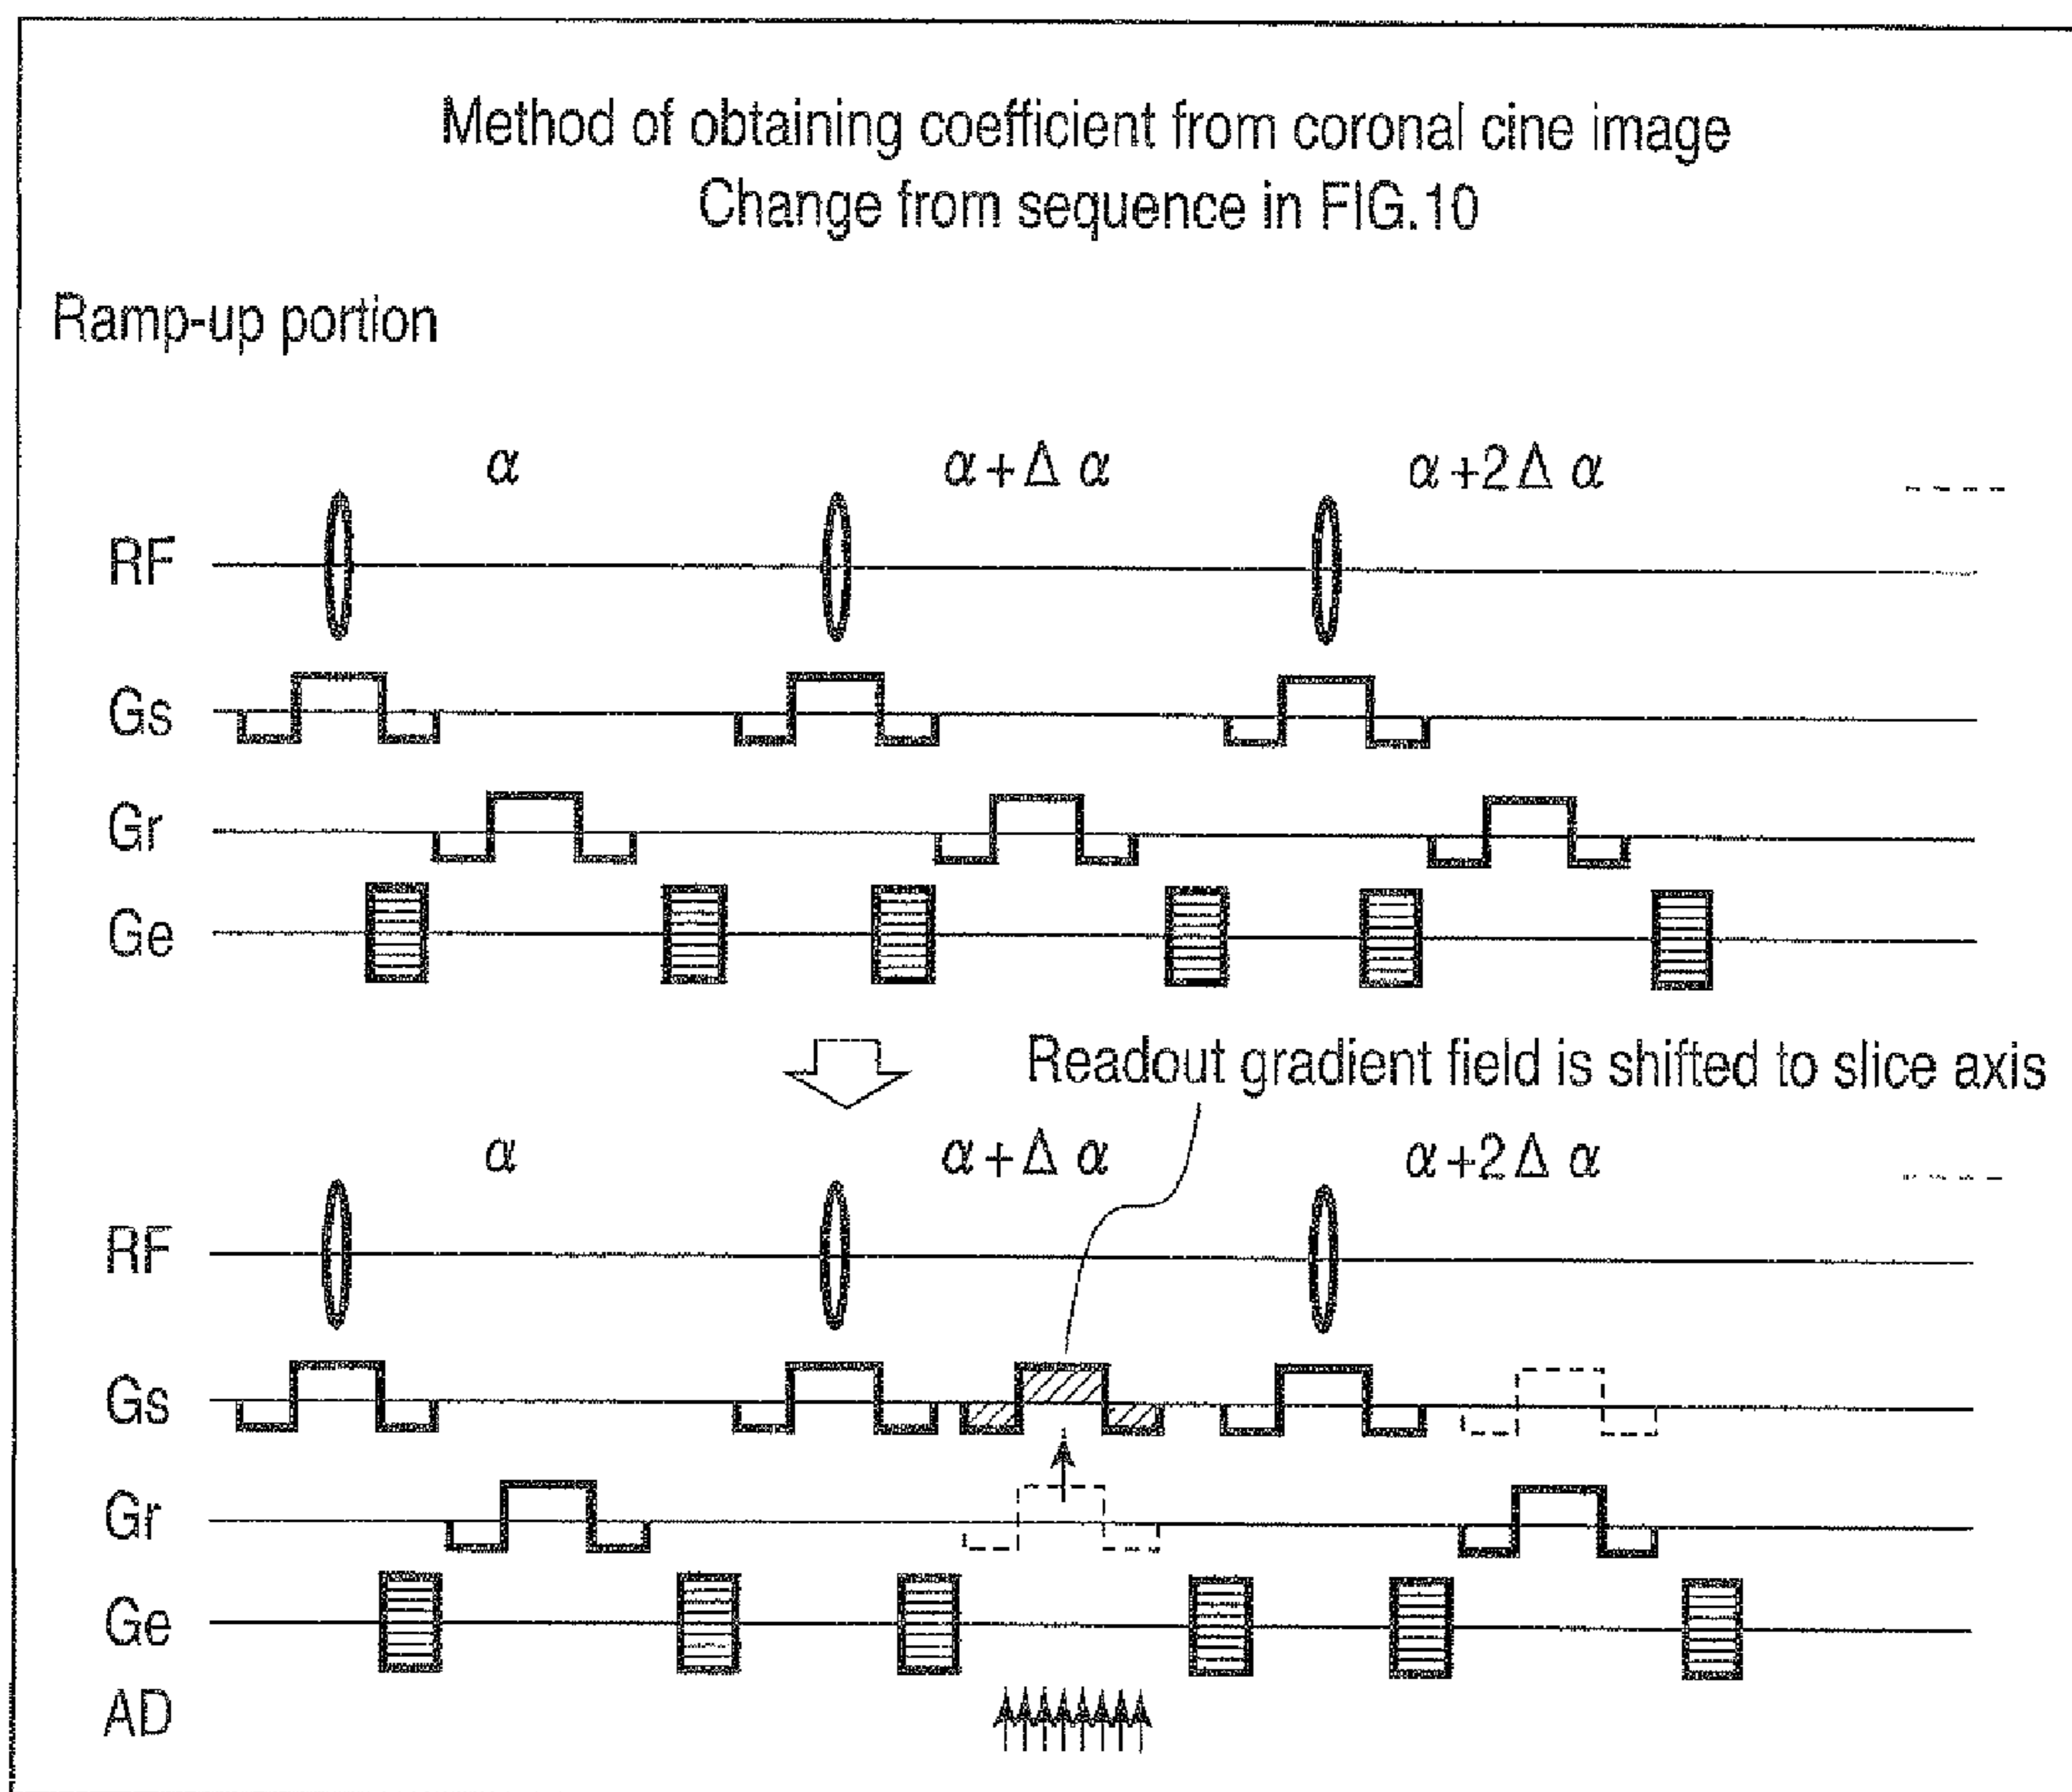 Method of obtaining coefficient from coronal cine image
Change from sequence in FIG.10
Ramp-up portion
α α+Δα α+2Δα
RF
Gs
Gr
Ge
Readout gradient field is shifted to slice axis
α α+Δα α+2Δα
RF
Gs
Gr
Ge
AD